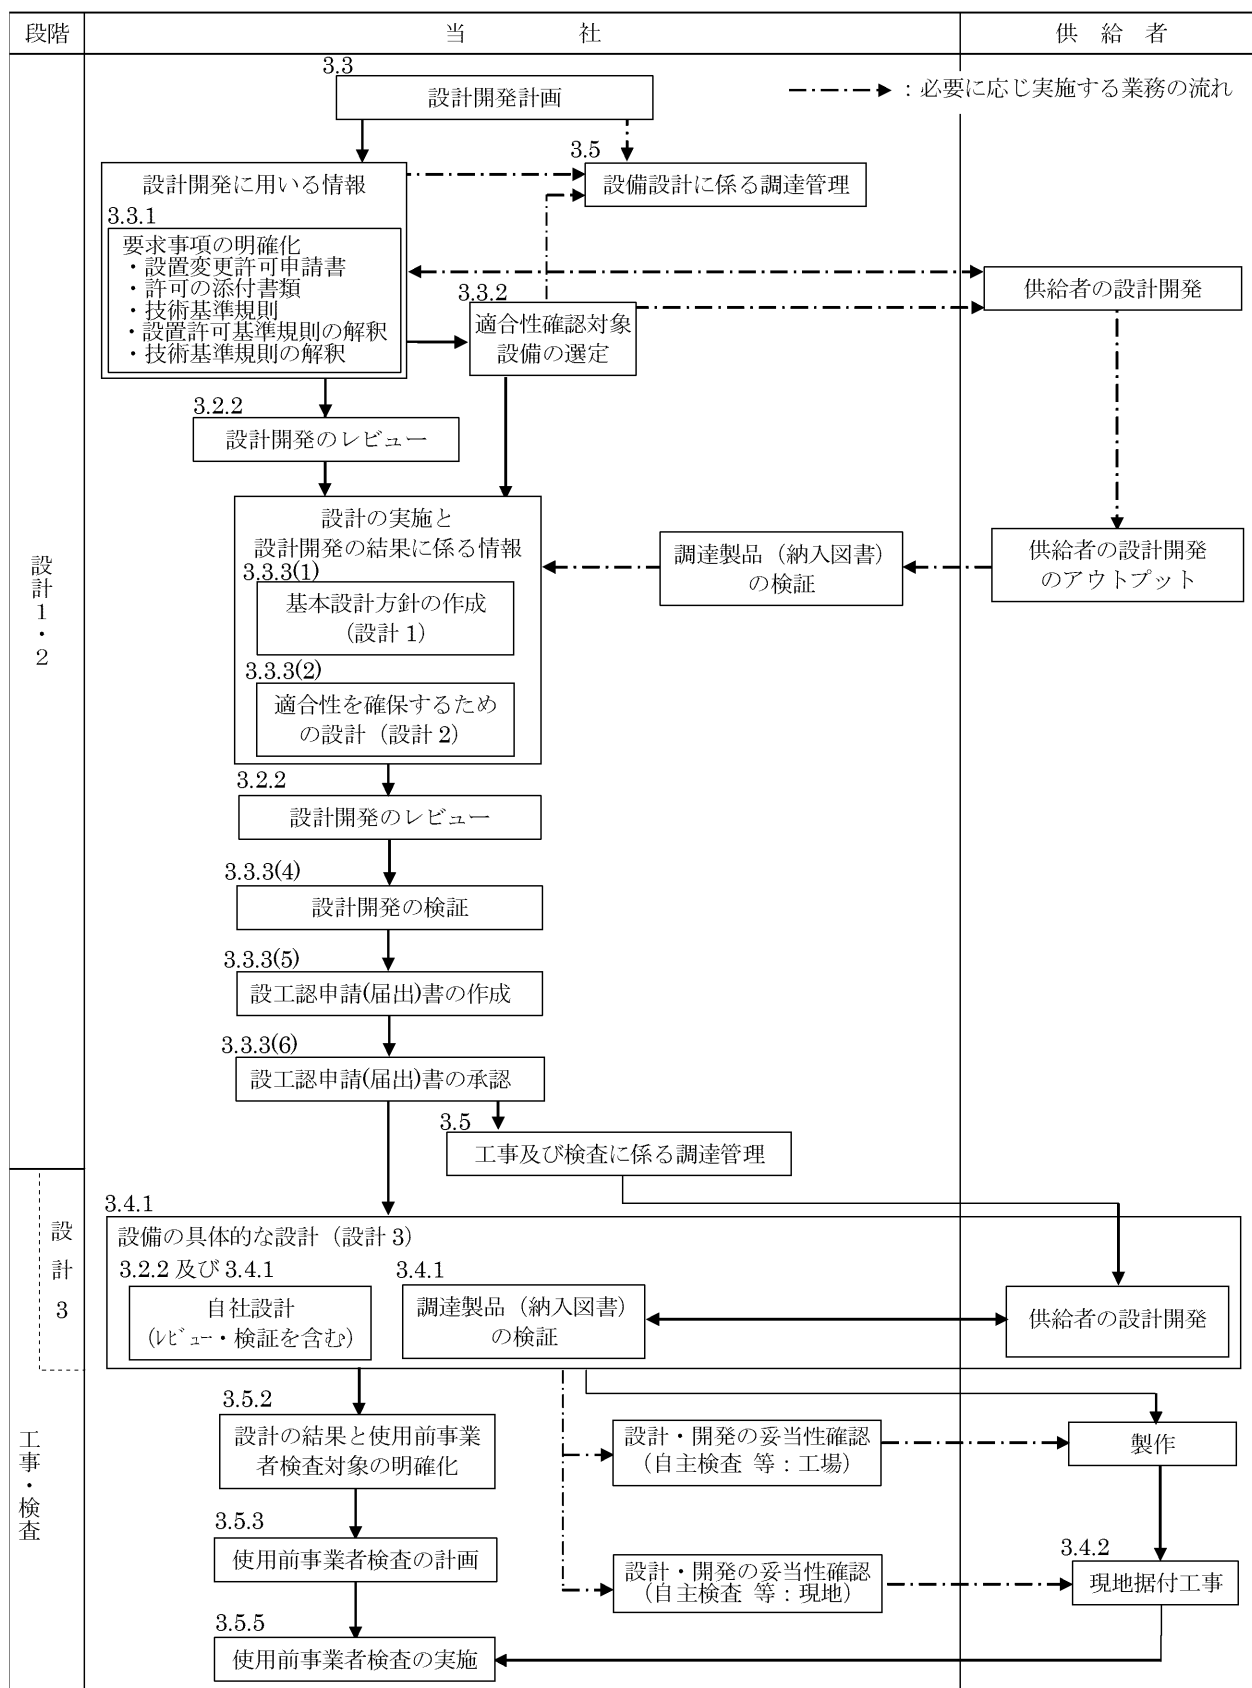 段階
当社
供給者
3.3
設計開発計画
：必要に応じ実施する業務の流れ
3.5
設備設計に係る調達管理
設計開発に用いる情報
3.3.1
要求事項の明確化
・設置変更許可申請書
・許可の添付書類
・技術基準規則
・設置許可基準規則の解釈
・技術基準規則の解釈
3.3.2
適合性確認対象
設備の選定
供給者の設計開発
3.2.2
設計開発のレビュー
設計の実施と
設計開発の結果に係る情報
3.3.3(1)
基本設計方針の作成
（設計 1）
3.3.3(2)
適合性を確保するため
の設計（設計 2）
調達製品（納入図書）
の検証
供給者の設計開発
のアウトプット
設計1・2
3.2.2
設計開発のレビュー
3.3.3(4)
設計開発の検証
3.3.3(5)
設工認申請(届出)書の作成
3.3.3(6)
設工認申請(届出)書の承認
3.5
工事及び検査に係る調達管理
設計3
3.4.1
設備の具体的な設計（設計 3）
3.2.2 及び 3.4.1
自社設計
（ﾚﾋﾞｭｰ・検証を含む）
3.4.1
調達製品（納入図書）
の検証
供給者の設計開発
工事・検査
3.5.2
設計の結果と使用前事業
者検査対象の明確化
設計・開発の妥当性確認
（自主検査 等：工場）
製作
3.5.3
使用前事業者検査の計画
設計・開発の妥当性確認
（自主検査 等：現地）
3.4.2
現地据付工事
3.5.5
使用前事業者検査の実施